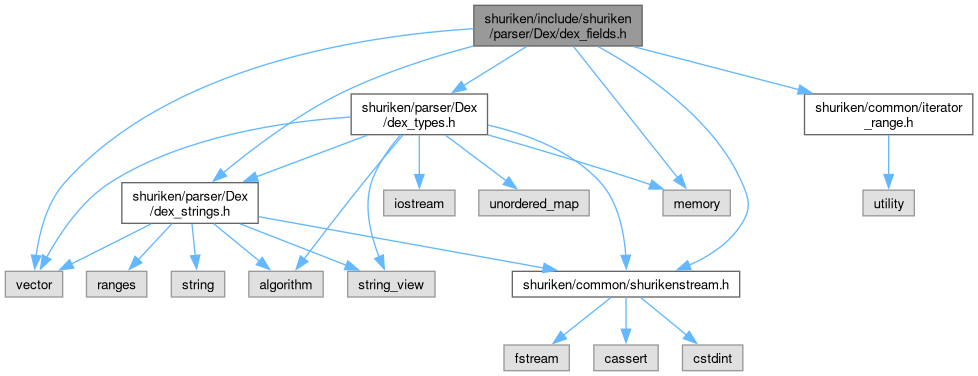 shuriken/include/shuriken
/parser/Dex/dex_fields.h
shuriken/parser/Dex
/dex_types.h
shuriken/common/iterator
_range.h
shuriken/parser/Dex
/dex_strings.h
iostream
unordered_map
memory
utility
vector
ranges
string
algorithm
string_view
shuriken/common/shurikenstream.h
fstream
cassert
cstdint